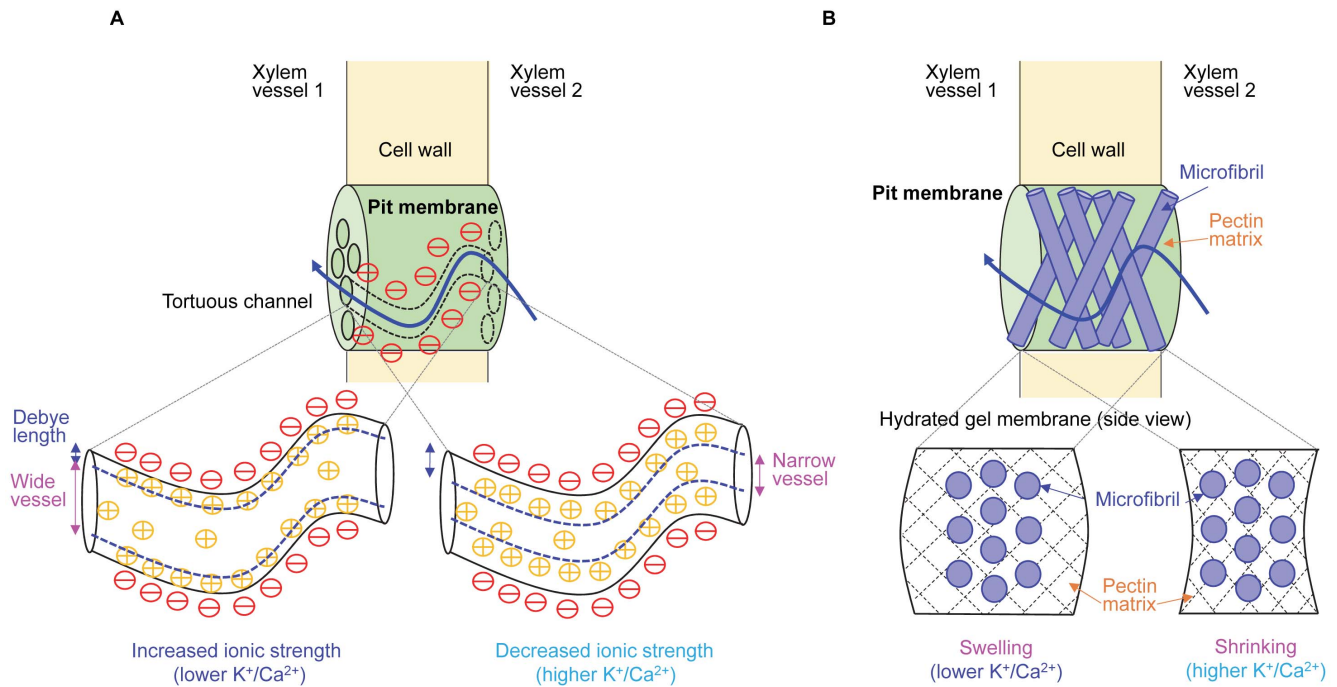 A
Xylem
vessel 1
Xylem
vessel 2
Cell wall
Pit membrane
Tortuous channel
Debye
length
Wide
vessel
Narrow
vessel
Increased ionic strength
(lower K⁺/Ca²⁺)
Decreased ionic strength
(higher K⁺/Ca²⁺)
B
Xylem
vessel 1
Xylem
vessel 2
Cell wall
Microfibril
Pit membrane
Pectin
matrix
Hydrated gel membrane (side view)
Microfibril
Pectin
matrix
Swelling
(lower K⁺/Ca²⁺)
Shrinking
(higher K⁺/Ca²⁺)